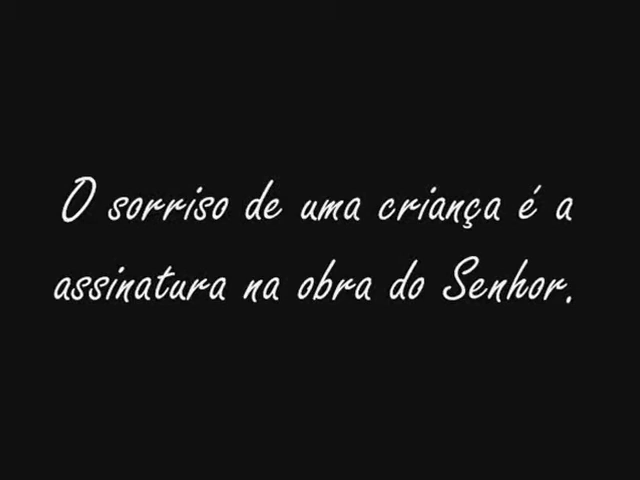 O sorriso de uma criança é a
assinatura na obra do Senhor.